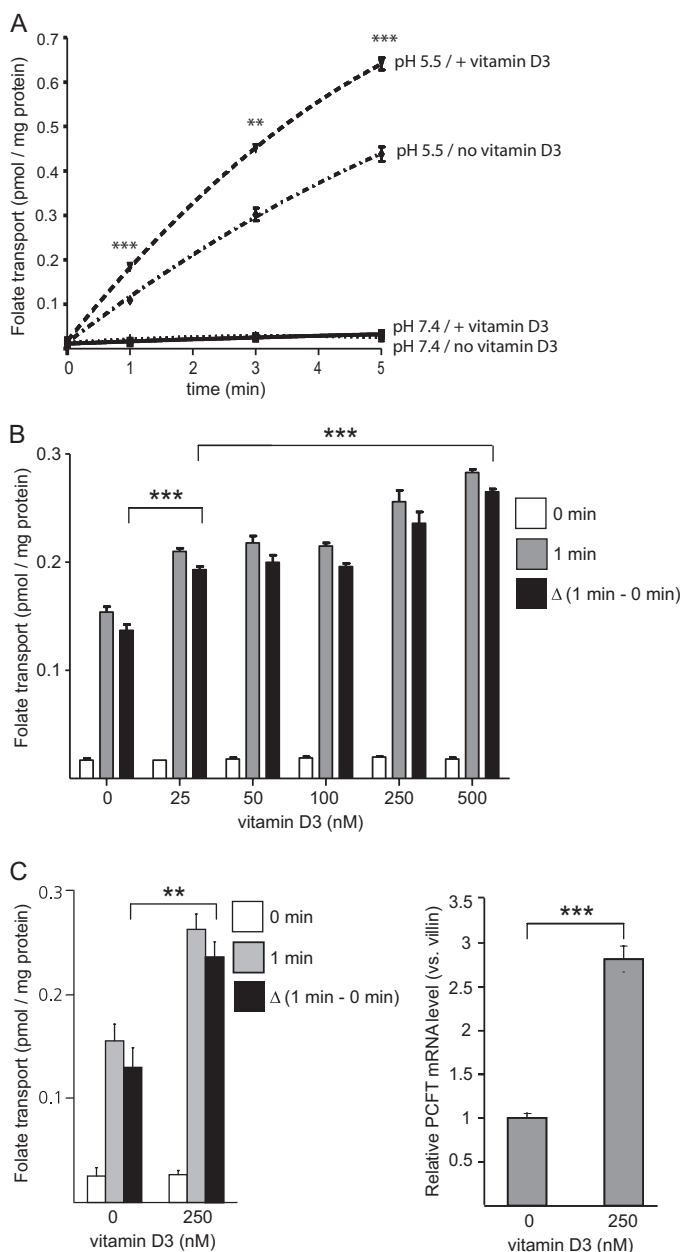 A
Folate transport (pmol / mg protein)
0.7
0.6
0.5
0.4
0.3
0.2
0.1
***
**
***
pH 5.5 / + vitamin D3
pH 5.5 / no vitamin D3
pH 7.4 / + vitamin D3
pH 7.4 / no vitamin D3
0 1 2 3 4 5
time (min)
B
Folate transport (pmol / mg protein)
0.3
0.2
0.1
***
***
0 min
1 min
Δ (1 min - 0 min)
0 25 50 100 250 500
vitamin D3 (nM)
C
Folate transport (pmol / mg protein)
0.3
0.2
0.1
**
0 min
1 min
Δ (1 min - 0 min)
0 250
vitamin D3 (nM)
Relative PCFT mRNA level (vs. villin)
3.5
3
2.5
2
1.5
1
0.5
***
0 250
vitamin D3 (nM)